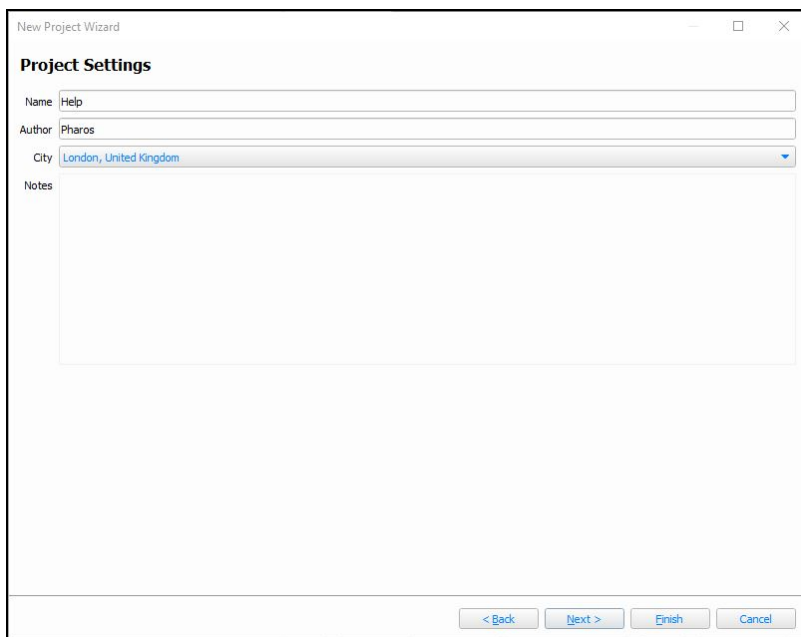 New Project Wizard
Project Settings
Name Help
Author Pharos
City London, United Kingdom
Notes
< Back Next > Finish Cancel